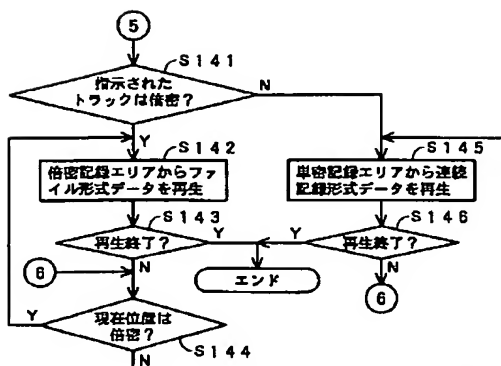 5
S141
指示された
トラックは倍密?
N
Y
S142
S145
倍密記録エリアからファ
イル形式データを再生
単密記録エリアから連続
記録形式データを再生
S143
S146
再生終了?
Y
Y
再生終了?
6
N
エンド
N
6
Y
現在位置は
倍密?
S144
N